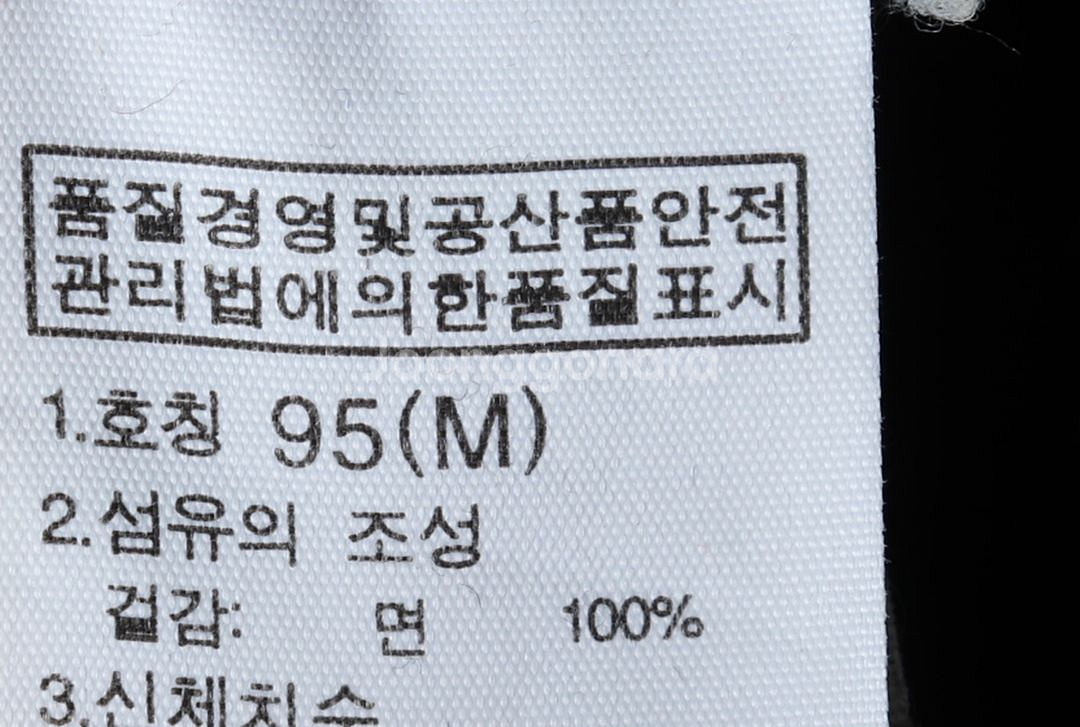 품질경영및공산품안전
관리법에의한품질표시
Joongoonara
1.호칭 95(M)
2.섬유의 조성
겉감: 면 100%
3.신체치수